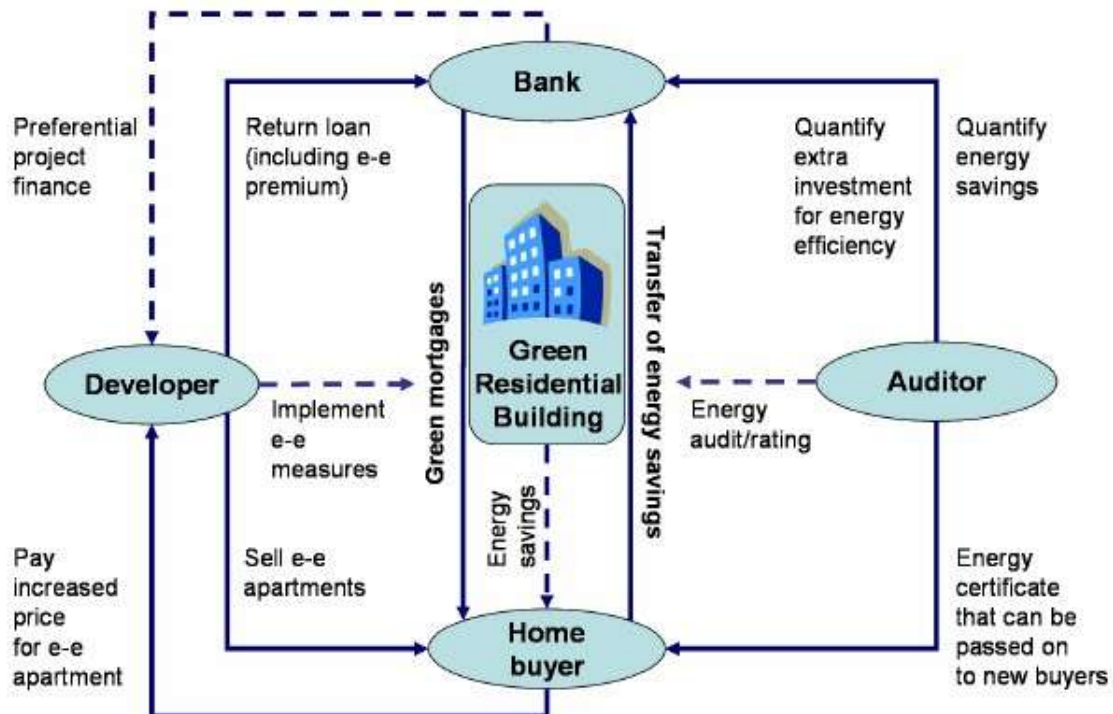 Bank
Preferential
project
finance
Return loan
(including e-e
premium)
Quantify
extra
investment
for energy
efficiency
Quantify
energy
savings
Green mortgages
Transfer of energy savings
Green
Residential
Building
Developer
Auditor
Implement
e-e
measures
Energy
audit/rating
Energy
savings
Pay
increased
price
for e-e
apartment
Sell e-e
apartments
Home
buyer
Energy
certificate
that can be
passed on
to new buyers